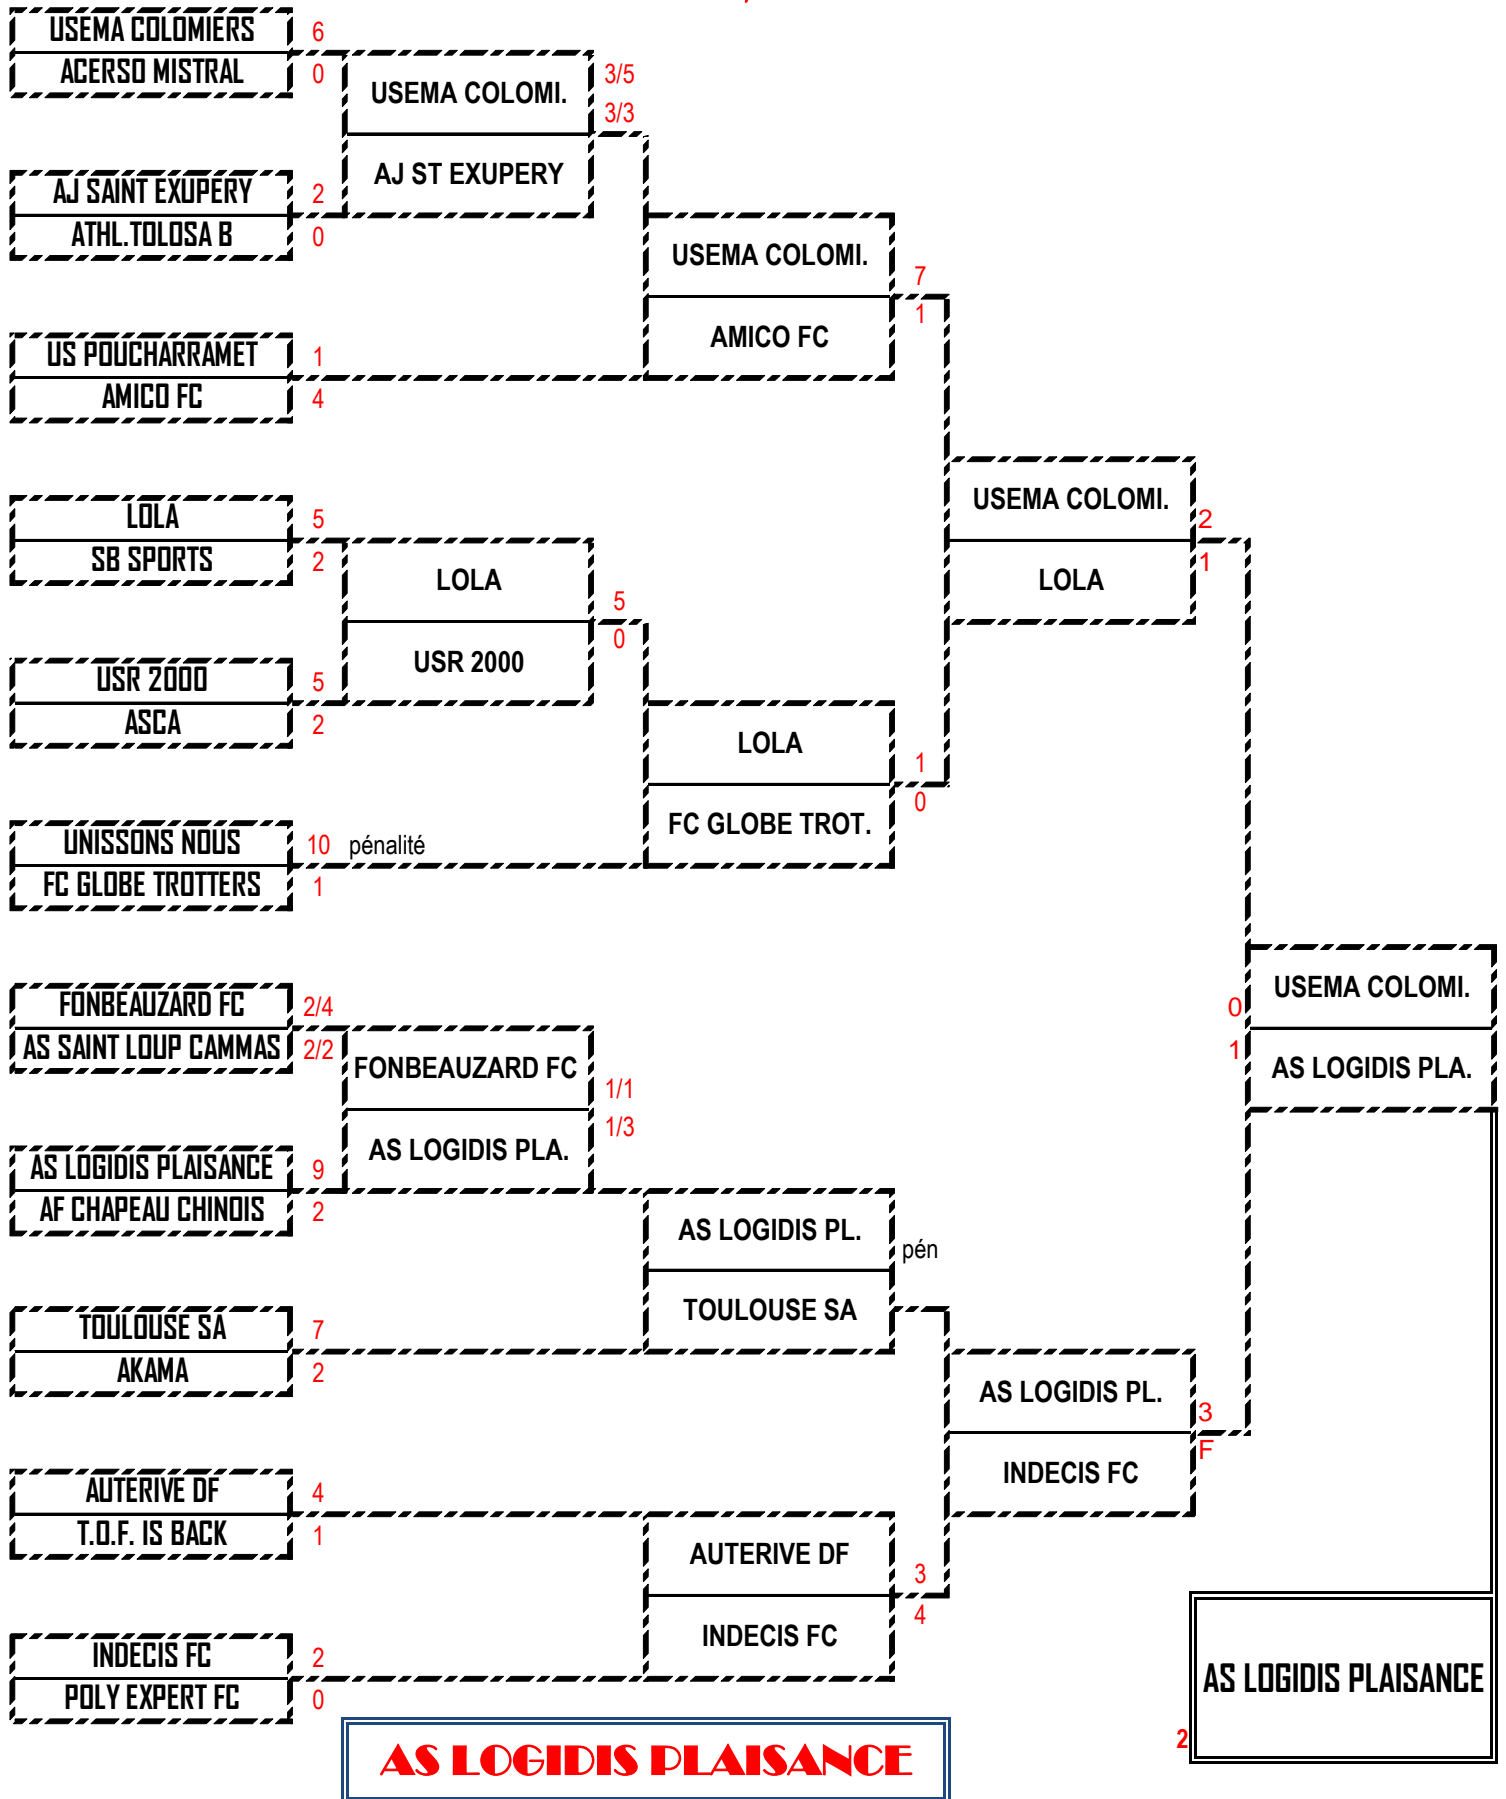 USEMA COLOMIERS 6
ACERSO MISTRAL 0
USEMA COLOMI. 3/5
3/3
AJ ST EXUPERY
AJ SAINT EXUPERY 2
ATHL.TOLOSA B 0
USEMA COLOMI. 7
1
AMICO FC
US POUCHARRAMET 1
AMICO FC 4
USEMA COLOMI. 2
1
LOLA
LOLA 5
SB SPORTS 2
LOLA 5
0
USR 2000
USR 2000 5
ASCA 2
LOLA 1
0
FC GLOBE TROT.
UNISSONS NOUS 10 pénalité
FC GLOBE TROTTERS 1
0 USEMA COLOMI.
1 AS LOGIDIS PLA.
FONBEAUZARD FC 2/4
AS SAINT LOUP CAMMAS 2/2
FONBEAUZARD FC 1/1
1/3
AS LOGIDIS PLA.
AS LOGIDIS PLAISANCE 9
AF CHAPEAU CHINOIS 2
AS LOGIDIS PL. pén
TOULOUSE SA
TOULOUSE SA 7
AKAMA 2
AS LOGIDIS PL. 3
F
INDECIS FC
AUTERIVE DF 4
T.O.F. IS BACK 1
AUTERIVE DF 3
4
INDECIS FC
INDECIS FC 2
POLY EXPERT FC 0
AS LOGIDIS PLAISANCE
2
AS LOGIDIS PLAISANCE